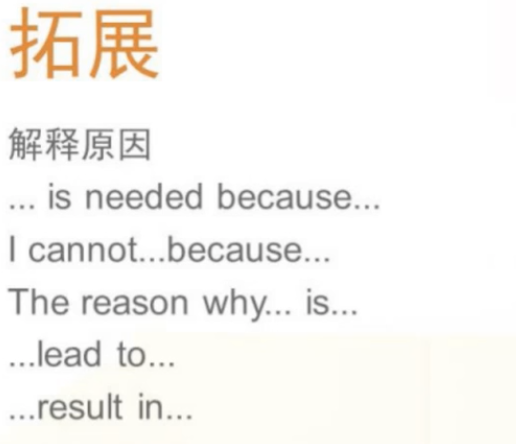 拓展
解释原因
... is needed because...
I cannot...because...
The reason why... is...
...lead to...
...result in...